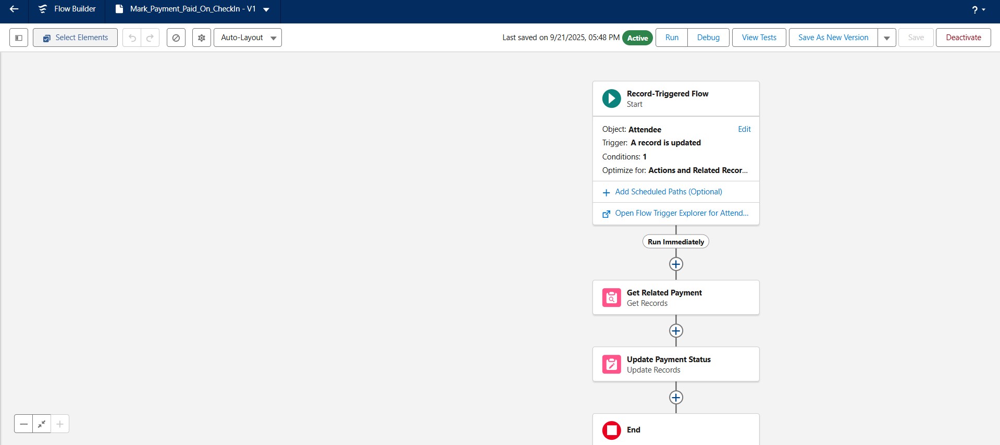 Flow Builder
Mark_Payment_Paid_On_CheckIn - V1
?
Select Elements
Auto-Layout
Last saved on 9/21/2025, 05:48 PM
Active
Run
Debug
View Tests
Save As New Version
Save
Deactivate
Record-Triggered Flow
Start
Object: Attendee
Edit
Trigger: A record is updated
Conditions: 1
Optimize for: Actions and Related Recor...
Add Scheduled Paths (Optional)
Open Flow Trigger Explorer for Attend...
Run Immediately
Get Related Payment
Get Records
Update Payment Status
Update Records
End